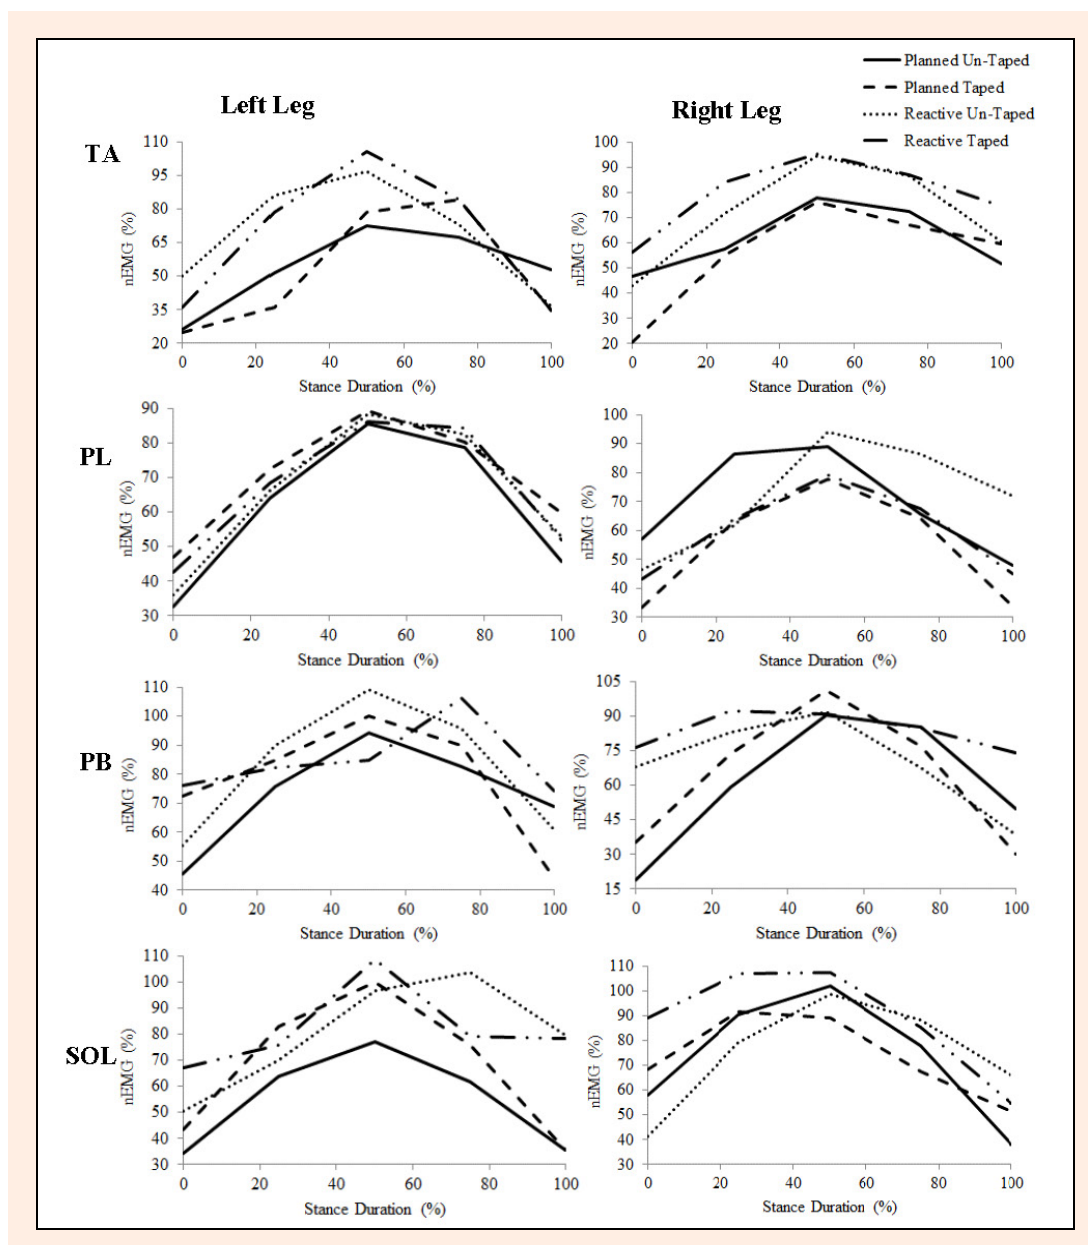 Planned Un-Taped
Planned Taped
Reactive Un-Taped
Reactive Taped
Left Leg
Right Leg
TA
110
95
80
65
50
35
20
nEMG (%)
0 20 40 60 80 100
Stance Duration (%)
100
90
80
70
60
50
40
30
20
nEMG (%)
0 20 40 60 80 100
Stance Duration (%)
PL
90
80
70
60
50
40
30
nEMG (%)
0 20 40 60 80 100
Stance Duration (%)
100
90
80
70
60
50
40
30
nEMG (%)
0 20 40 60 80 100
Stance Duration (%)
PB
110
100
90
80
70
60
50
40
nEMG (%)
0 20 40 60 80 100
Stance Duration (%)
105
90
75
60
45
30
15
nEMG (%)
0 20 40 60 80 100
Stance Duration (%)
SOL
110
100
90
80
70
60
50
40
30
nEMG (%)
0 20 40 60 80 100
Stance Duration (%)
110
100
90
80
70
60
50
40
30
nEMG (%)
0 20 40 60 80 100
Stance Duration (%)